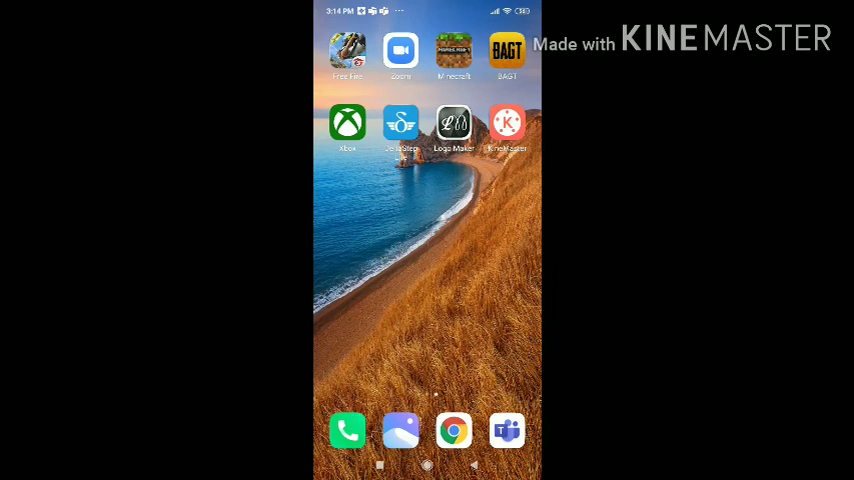 3:14 PM
Made with KINEMASTER
Free Fire
Zoom
Minecraft
BAGT
BAGT
Xbox
Logo Maker
KineMaster